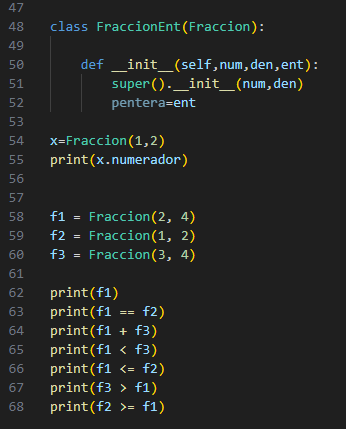 47
48 class FraccionEnt(Fraccion):
49
50     def __init__(self,num,den,ent):
51         super().__init__(num,den)
52         pentera=ent
53
54 x=Fraccion(1,2)
55 print(x.numerador)
56
57
58 f1 = Fraccion(2, 4)
59 f2 = Fraccion(1, 2)
60 f3 = Fraccion(3, 4)
61
62 print(f1)
63 print(f1 == f2)
64 print(f1 + f3)
65 print(f1 < f3)
66 print(f1 <= f2)
67 print(f3 > f1)
68 print(f2 >= f1)